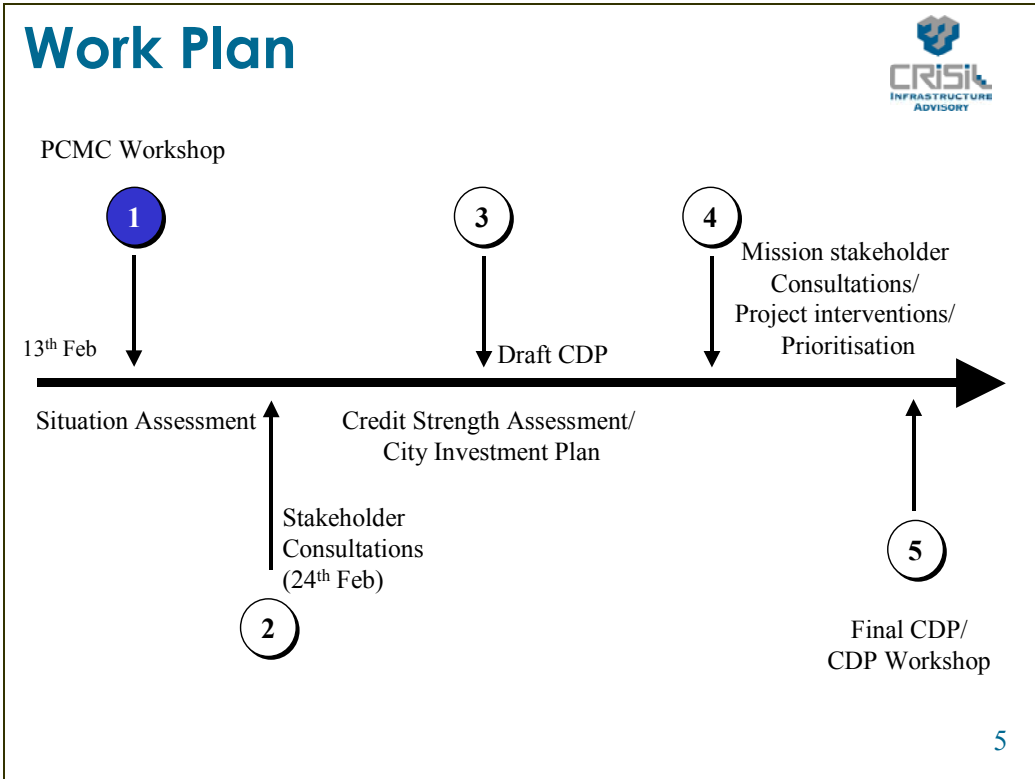 Work Plan
CRISIL
INFRASTRUCTURE
ADVISORY
PCMC Workshop
1
3
4
Mission stakeholder
Consultations/
Project interventions/
Prioritisation
13th Feb
Draft CDP
Situation Assessment
Credit Strength Assessment/
City Investment Plan
Stakeholder
Consultations
(24th Feb)
2
5
Final CDP/
CDP Workshop
5